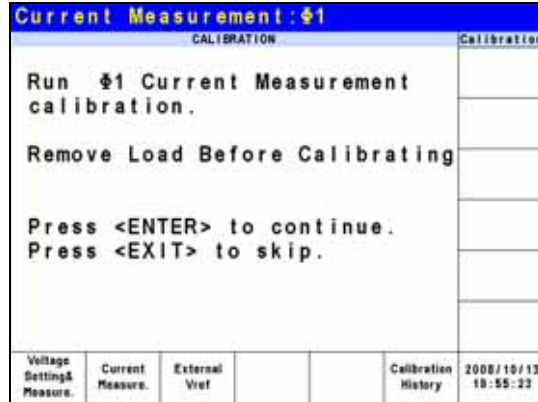 Current Measurement:Φ1
CALIBRATION
Calibration
Run Φ1 Current Measurement
calibration.
Remove Load Before Calibrating
Press <ENTER> to continue.
Press <EXIT> to skip.
Voltage
Setting&
Measure.
Current
Measure.
External
Vref
Calibration
History
2008/10/13
19:55:23